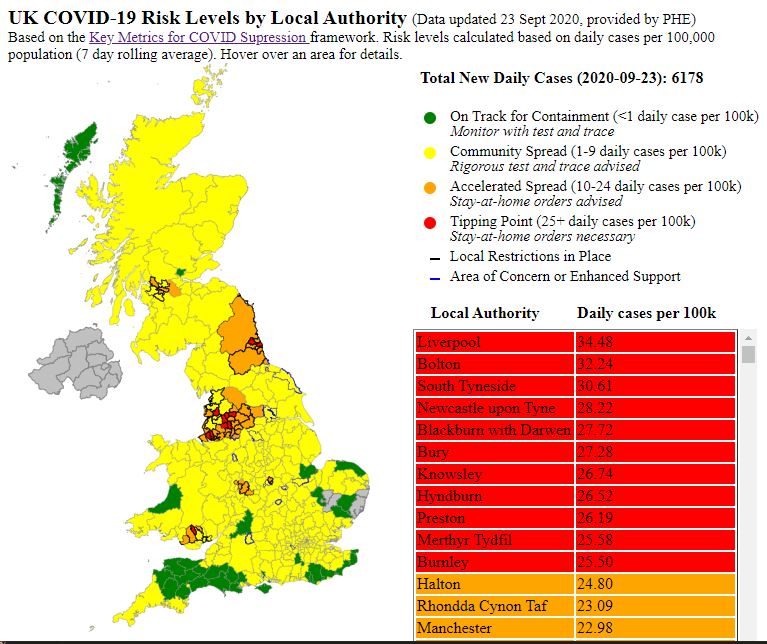 UK COVID-19 Risk Levels by Local Authority (Data updated 23 Sept 2020, provided by PHE)
Based on the Key Metrics for COVID Supression framework. Risk levels calculated based on daily cases per 100,000
population (7 day rolling average). Hover over an area for details.
Total New Daily Cases (2020-09-23): 6178
On Track for Containment (<1 daily case per 100k)
Monitor with test and trace
Community Spread (1-9 daily cases per 100k)
Rigorous test and trace advised
Accelerated Spread (10-24 daily cases per 100k)
Stay-at-home orders advised
Tipping Point (25+ daily cases per 100k)
Stay-at-home orders necessary
Local Restrictions in Place
Area of Concern or Enhanced Support
Local Authority Daily cases per 100k
Liverpool 34.48
Bolton 32.24
South Tyneside 30.61
Newcastle upon Tyne 28.22
Blackburn with Darwen 27.72
Bury 27.28
Knowsley 26.74
Hyndburn 26.52
Preston 26.19
Merthyr Tydfil 25.58
Burnley 25.50
Halton 24.80
Rhondda Cynon Taf 23.09
Manchester 22.98